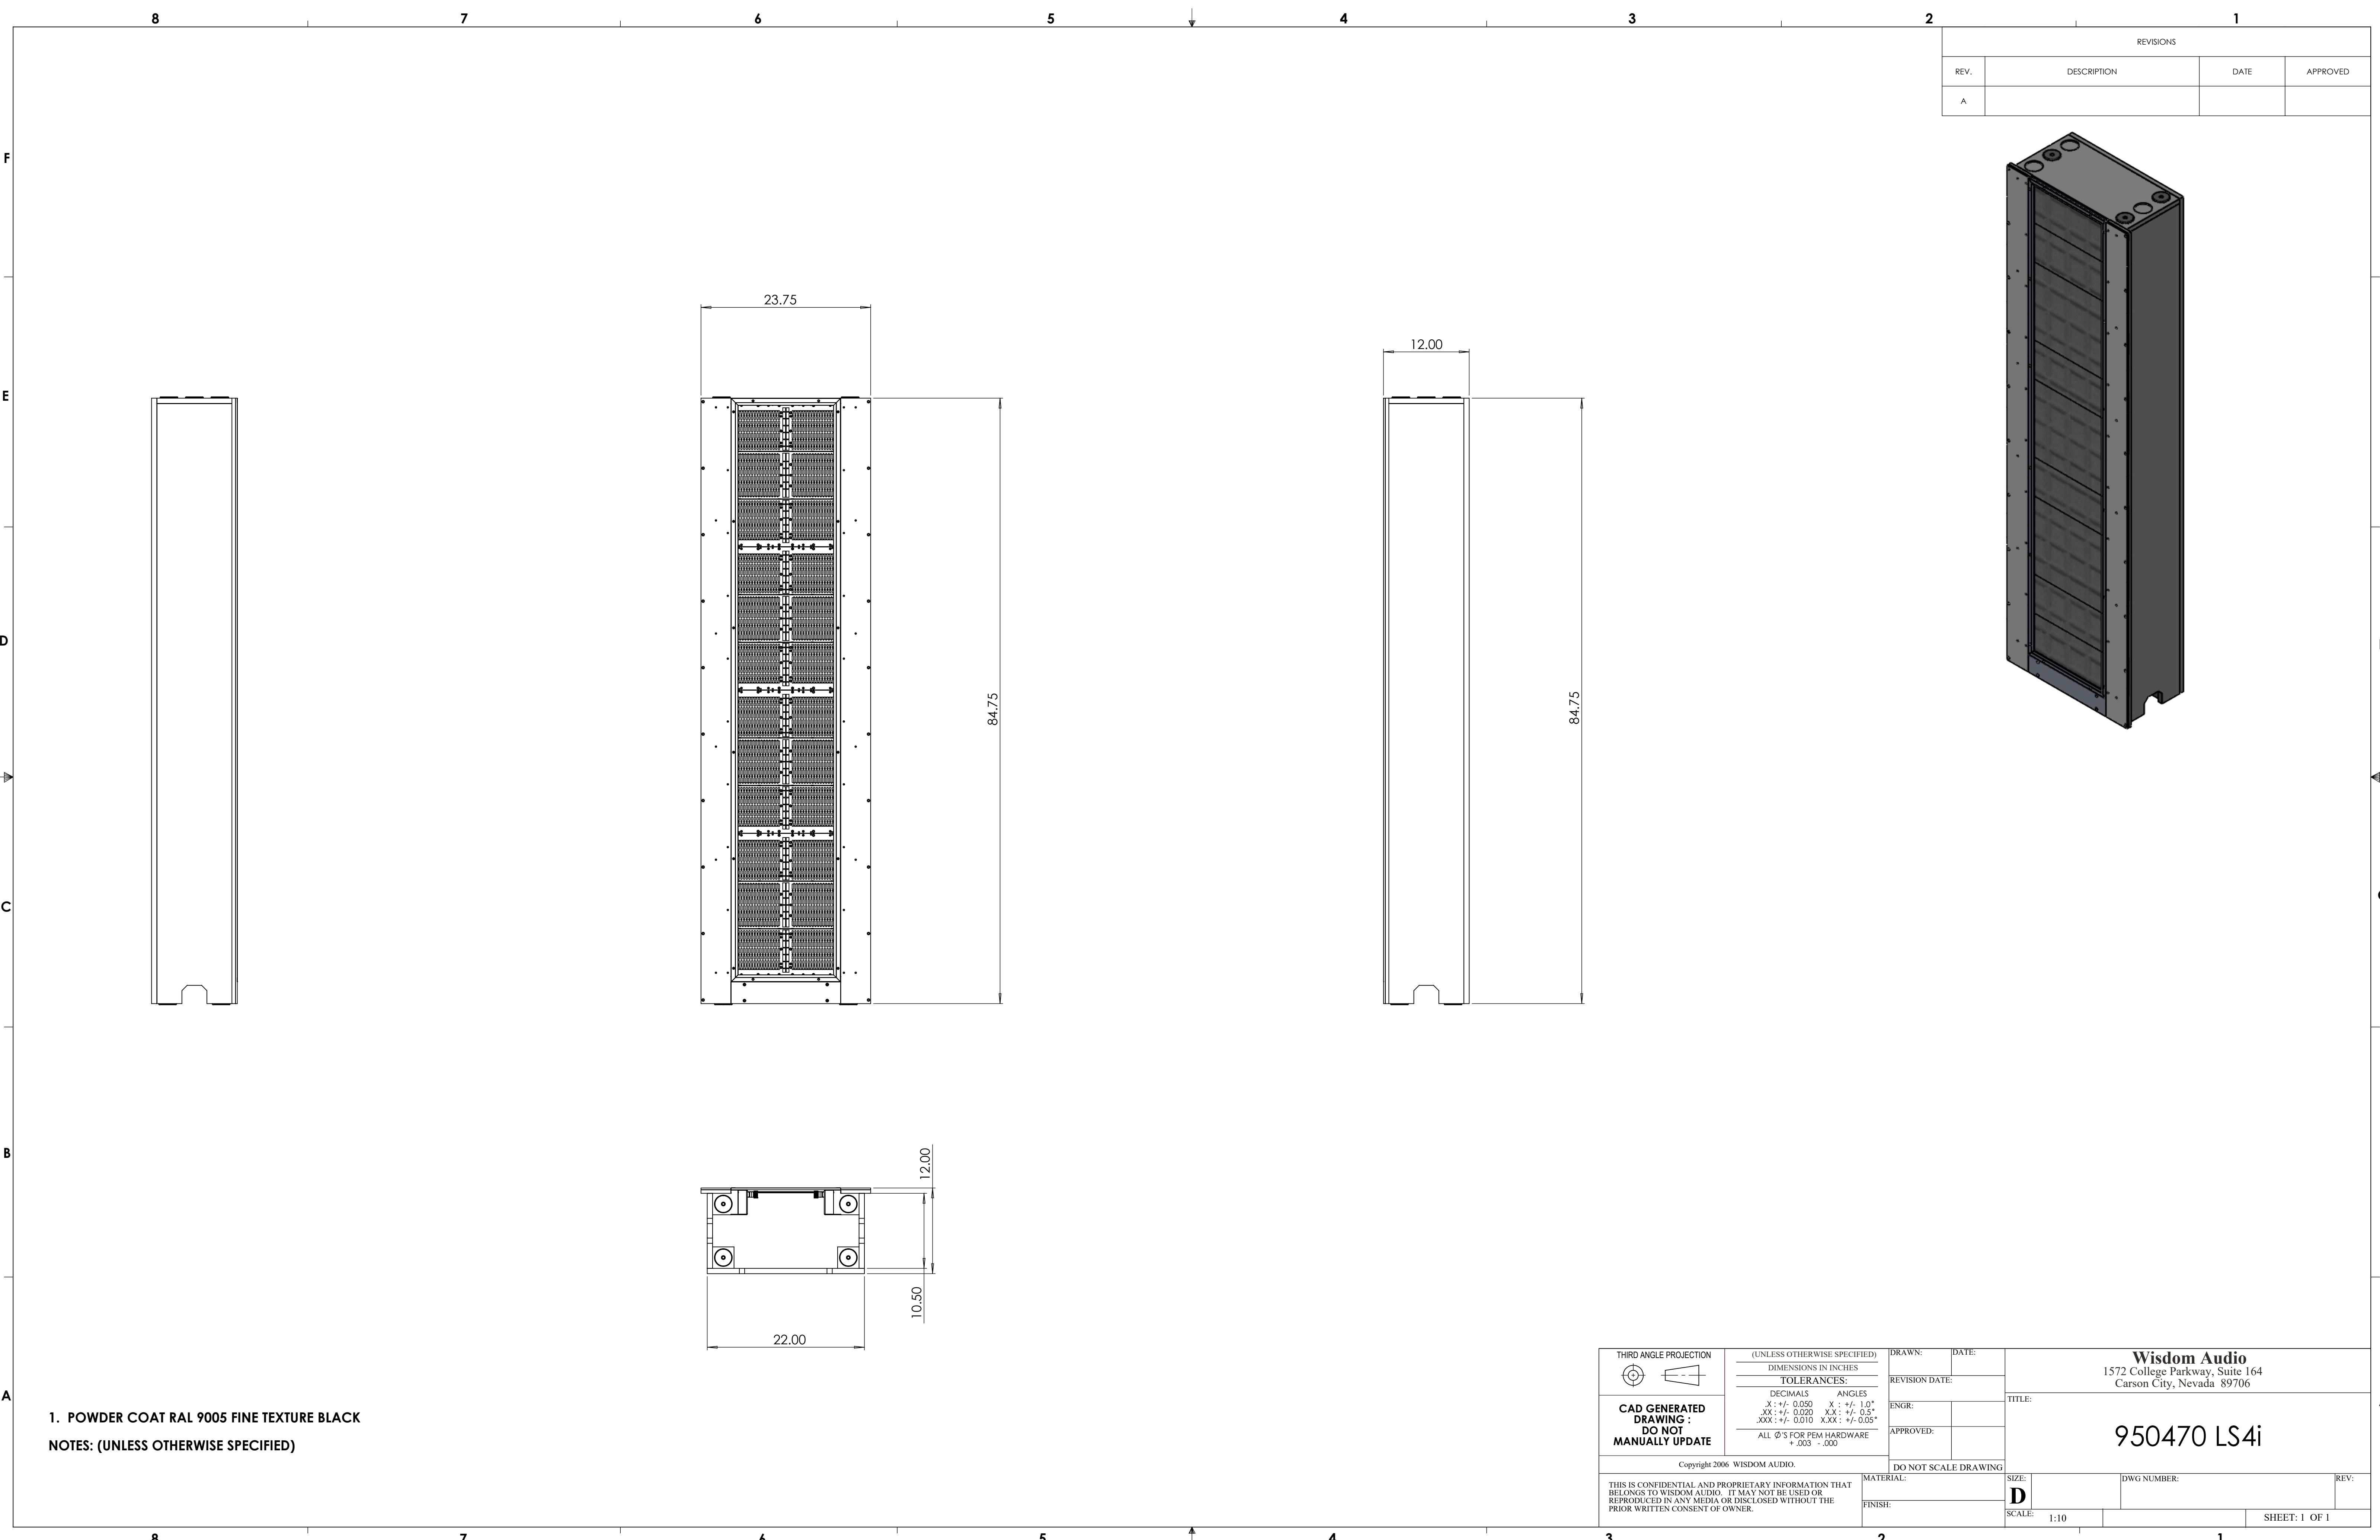 8 7 6 5 4 3 2 1
REVISIONS
REV. DESCRIPTION DATE APPROVED
A
F
E
D
C
B
A
23.75
84.75
12.00
84.75
12.00
10.50
22.00
1. POWDER COAT RAL 9005 FINE TEXTURE BLACK
NOTES: (UNLESS OTHERWISE SPECIFIED)
THIRD ANGLE PROJECTION
CAD GENERATED
DRAWING :
DO NOT
MANUALLY UPDATE
(UNLESS OTHERWISE SPECIFIED)
DIMENSIONS IN INCHES
TOLERANCES:
DECIMALS ANGLES
.X : +/- 0.050 X : +/- 1.0°
.XX : +/- 0.020 X.X : +/- 0.5°
.XXX : +/- 0.010 X.XX : +/- 0.05°
ALL Ø'S FOR PEM HARDWARE
+ .003 - .000
Copyright 2006 WISDOM AUDIO.
THIS IS CONFIDENTIAL AND PROPRIETARY INFORMATION THAT
BELONGS TO WISDOM AUDIO. IT MAY NOT BE USED OR
REPRODUCED IN ANY MEDIA OR DISCLOSED WITHOUT THE
PRIOR WRITTEN CONSENT OF OWNER.
DRAWN: DATE:
REVISION DATE:
ENGR:
APPROVED:
DO NOT SCALE DRAWING
MATERIAL:
FINISH:
Wisdom Audio
1572 College Parkway, Suite 164
Carson City, Nevada 89706
TITLE:
950470 LS4i
SIZE: DWG NUMBER: REV:
D
SCALE: 1:10 SHEET: 1 OF 1
8 7 6 5 4 3 2 1